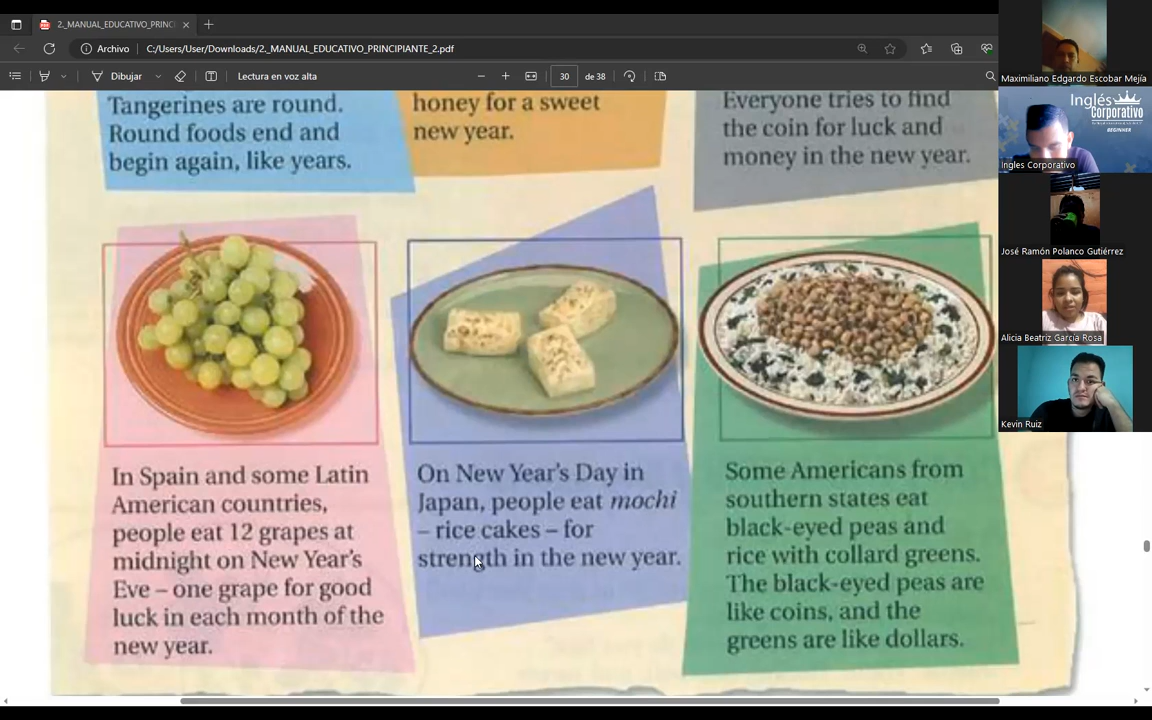 2._MANUAL_EDUCATIVO_PRINCI
Archivo
C:/Users/User/Downloads/2._MANUAL_EDUCATIVO_PRINCIPIANTE_2.pdf
Dibujar
Lectura en voz alta
30
de 38
Tangerines are round.
Round foods end and
begin again, like years.
honey for a sweet
new year.
Everyone tries to find
the coin for luck and
money in the new year.
In Spain and some Latin
American countries,
people eat 12 grapes at
midnight on New Year's
Eve – one grape for good
luck in each month of the
new year.
On New Year's Day in
Japan, people eat mochi
– rice cakes – for
strength in the new year.
Some Americans from
southern states eat
black-eyed peas and
rice with collard greens.
The black-eyed peas are
like coins, and the
greens are like dollars.
Maximiliano Edgardo Escobar Mejía
Inglés
Corporativo
BEGINNER
Ingles Corporativo
José Ramón Polanco Gutiérrez
Alicia Beatriz García Rosa
Kevin Ruiz